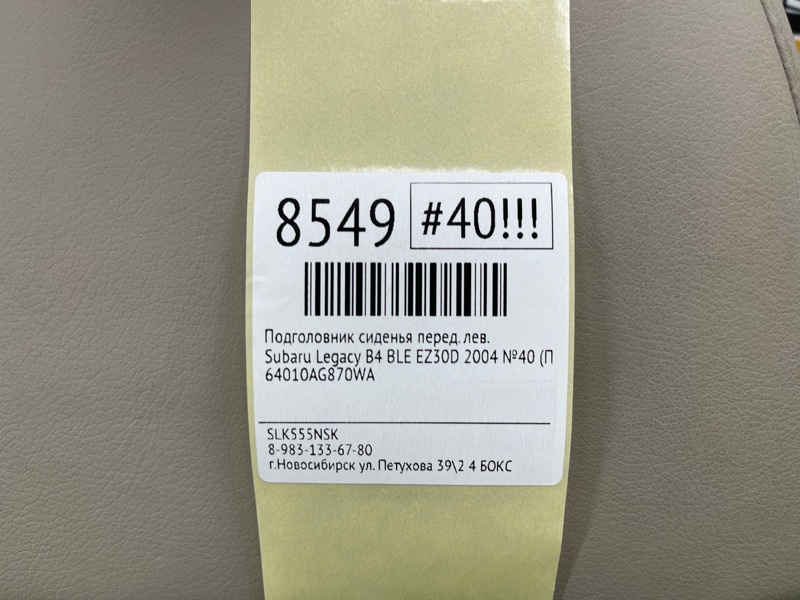 8549 #40!!!
Подголовник сиденья перед. лев.
Subaru Legacy B4 BLE EZ30D 2004 №40 (П
64010AG870WA
SLK555NSK
8-983-133-67-80
г.Новосибирск ул. Петухова 39\2 4 БОКС